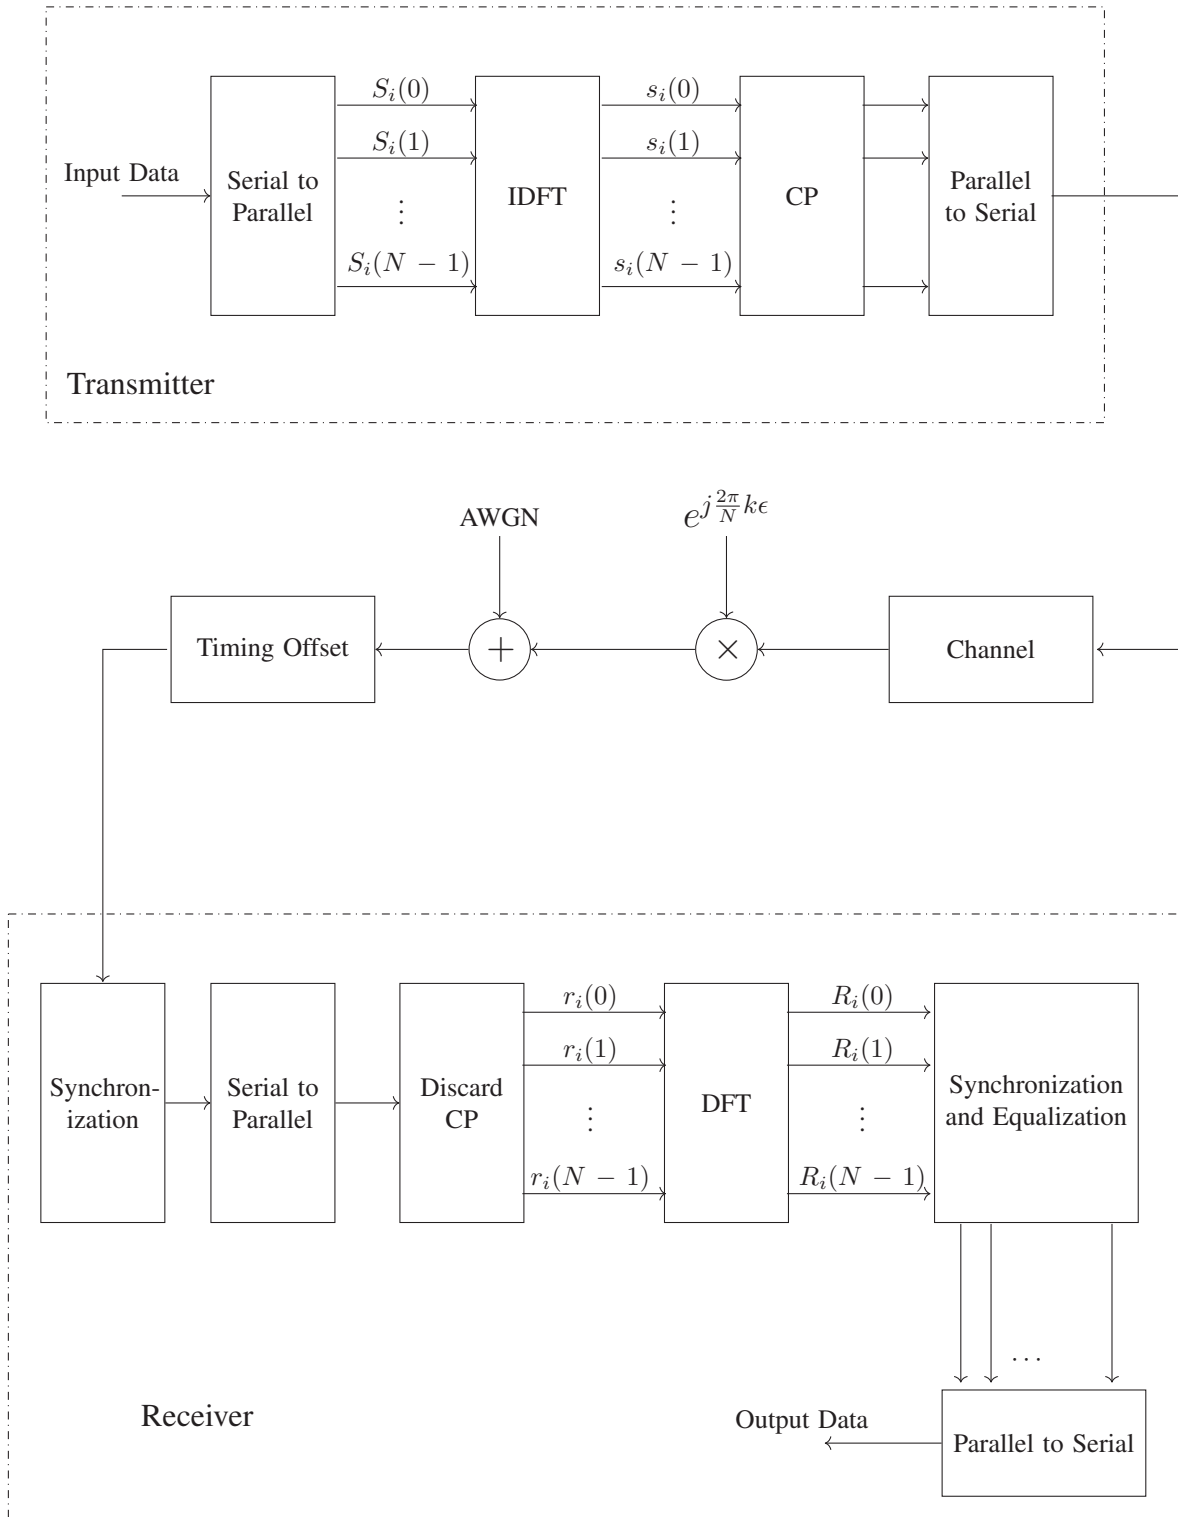 S_i(0)
s_i(0)
S_i(1)
s_i(1)
Input Data
Serial to
Parallel
⋮
IDFT
⋮
CP
Parallel
to Serial
S_i(N − 1)
s_i(N − 1)
Transmitter
AWGN
e^{j\frac{2π}{N}kϵ}
Timing Offset
+
×
Channel
r_i(0)
R_i(0)
r_i(1)
R_i(1)
Synchron-
ization
Serial to
Parallel
Discard
CP
⋮
DFT
⋮
Synchronization
and Equalization
r_i(N − 1)
R_i(N − 1)
...
Receiver
Output Data
Parallel to Serial